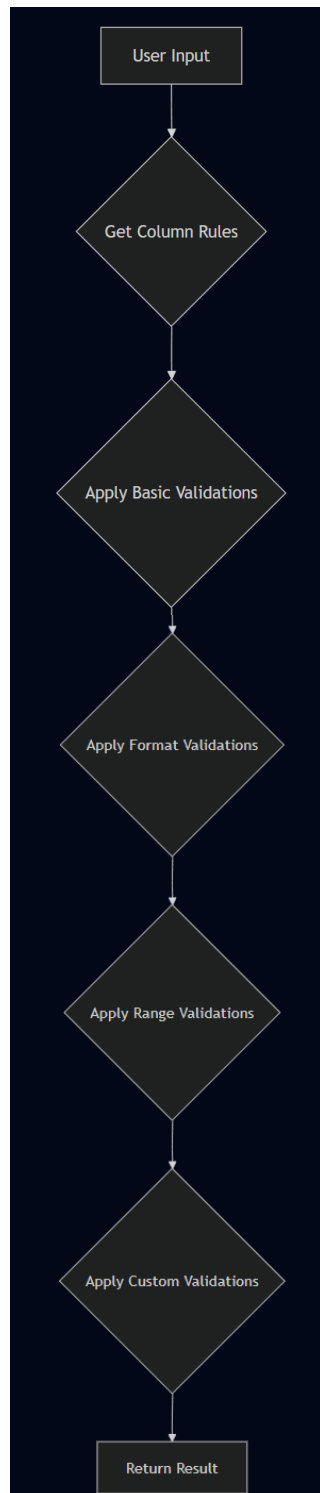 User Input
Get Column Rules
Apply Basic Validations
Apply Format Validations
Apply Range Validations
Apply Custom Validations
Return Result